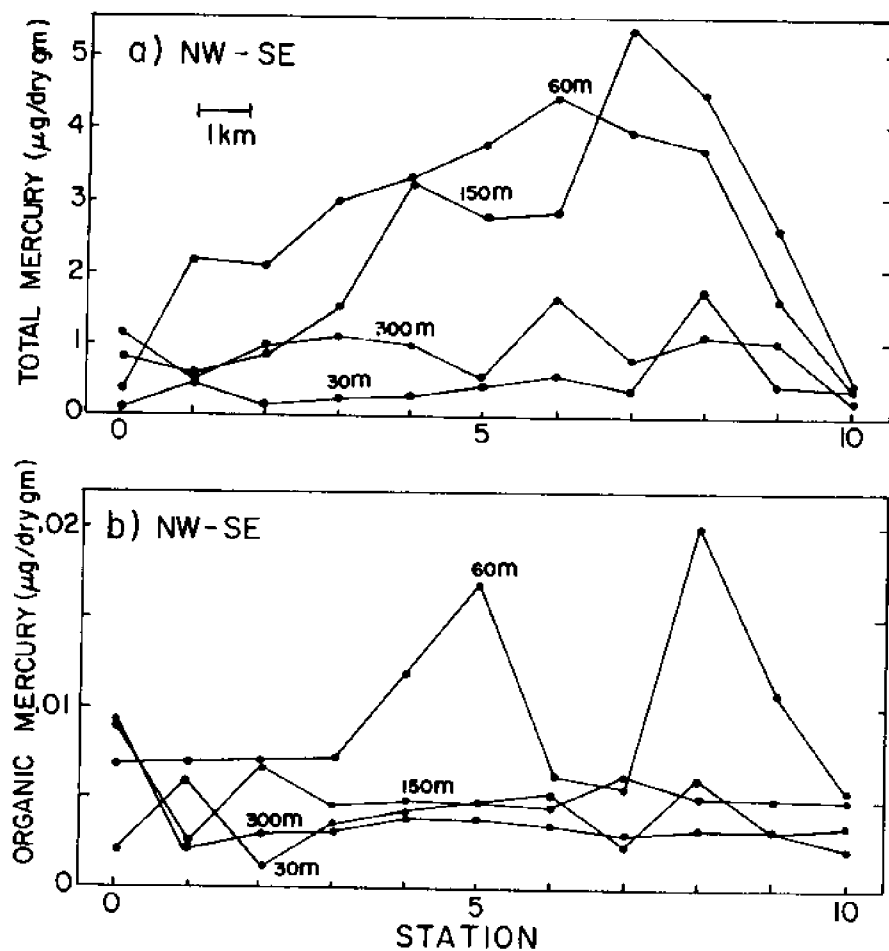 a) NW-SE
1km
TOTAL MERCURY (µg/dry gm)
5
4
3
2
1
0
60m
150m
300m
30m
0
5
10
b) NW-SE
ORGANIC MERCURY (µg/dry gm)
.02
.01
0
60m
150m
300m
30m
0
5
10
STATION